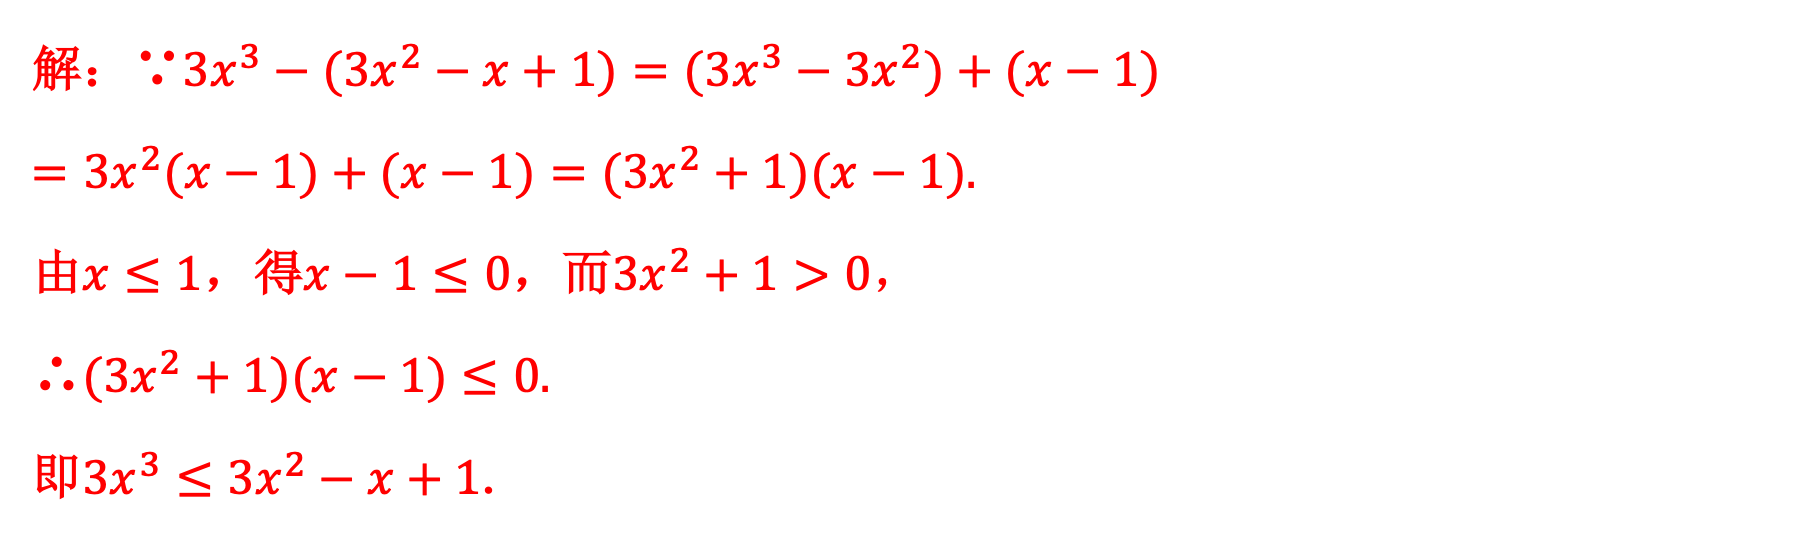 解：∵3x³ − (3x² − x + 1) = (3x³ − 3x²) + (x − 1)
= 3x²(x − 1) + (x − 1) = (3x² + 1)(x − 1).
由x ≤ 1，得x − 1 ≤ 0，而3x² + 1 > 0，
∴(3x² + 1)(x − 1) ≤ 0.
即3x³ ≤ 3x² − x + 1.